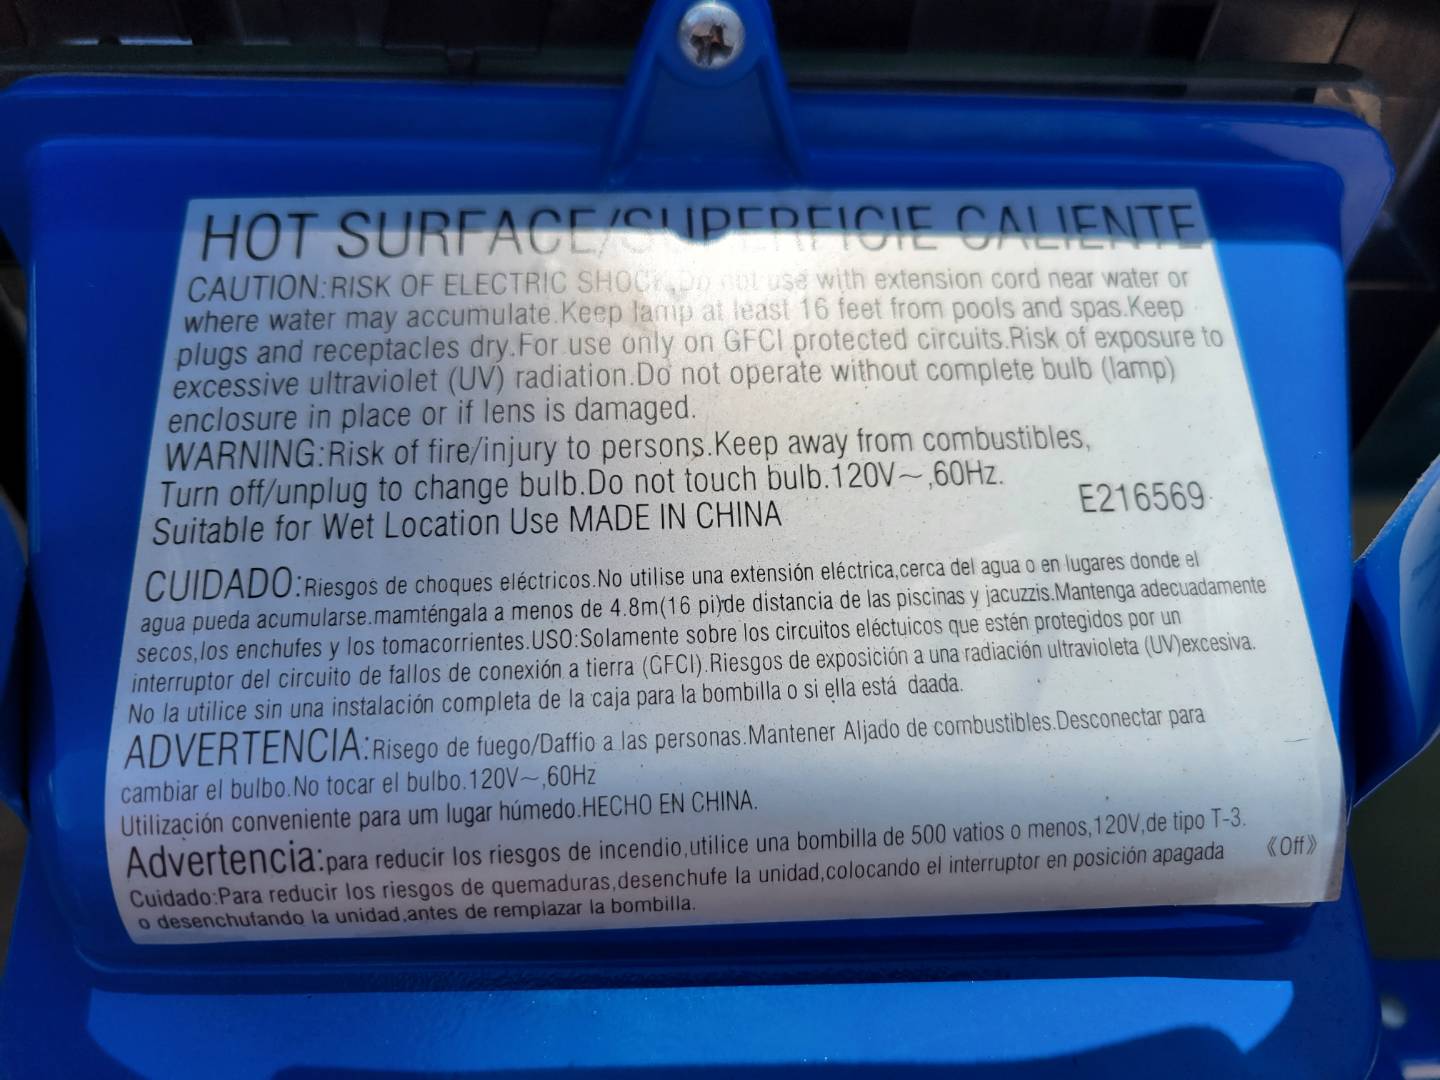 HOT SURFACE/SUPERFICIE CALIENTE
CAUTION:RISK OF ELECTRIC SHOCK.Do not use with extension cord near water or
where water may accumulate.Keep lamp at least 16 feet from pools and spas.Keep
plugs and receptacles dry.For use only on GFCI protected circuits.Risk of exposure to
excessive ultraviolet (UV) radiation.Do not operate without complete bulb (lamp)
enclosure in place or if lens is damaged.
WARNING:Risk of fire/injury to persons.Keep away from combustibles,
Turn off/unplug to change bulb.Do not touch bulb.120V~,60Hz.
Suitable for Wet Location Use MADE IN CHINA
E216569
CUIDADO:Riesgos de choques eléctricos.No utilise una extensión eléctrica,cerca del agua o en lugares donde el
agua pueda acumularse.mamténgala a menos de 4.8m(16 pi)de distancia de las piscinas y jacuzzis.Mantenga adecuadamente
secos,los enchufes y los tomacorrientes.USO:Solamente sobre los circuitos eléctuicos que estén protegidos por un
interruptor del circuito de fallos de conexión a tierra (GFCI).Riesgos de exposición a una radiación ultravioleta (UV)excesiva.
No la utilice sin una instalación completa de la caja para la bombilla o si ella está daada.
ADVERTENCIA:Risego de fuego/Daffio a las personas.Mantener Aljado de combustibles.Desconectar para
cambiar el bulbo.No tocar el bulbo.120V~,60Hz
Utilización conveniente para um lugar húmedo.HECHO EN CHINA.
Advertencia:para reducir los riesgos de incendio,utilice una bombilla de 500 vatios o menos,120V,de tipo T-3.
Cuidado:Para reducir los riesgos de quemaduras,desenchufe la unidad,colocando el interruptor en posición apagada 《Off》
o desenchufando la unidad,antes de remplazar la bombilla.